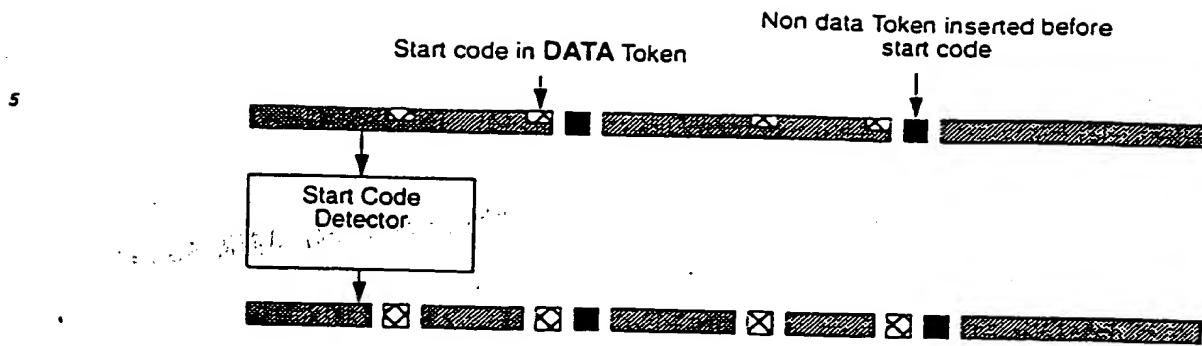 Non data Token inserted before
start code
Start code in DATA Token
5
Start Code
Detector